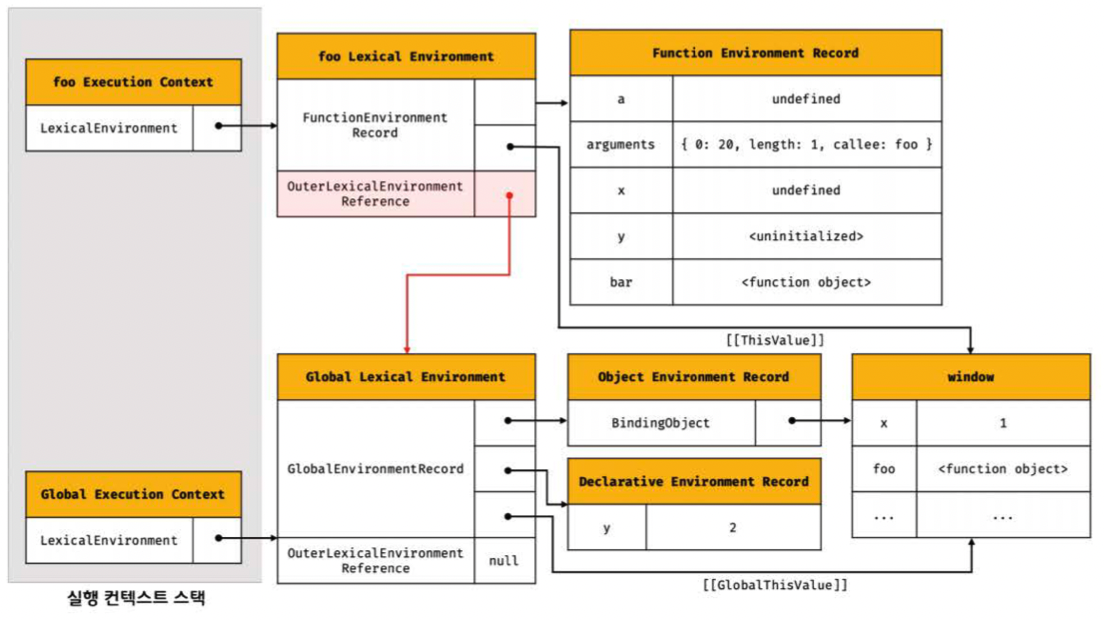 foo Execution Context
LexicalEnvironment
foo Lexical Environment
FunctionEnvironment
Record
OuterLexicalEnvironment
Reference
Function Environment Record
a undefined
arguments { 0: 20, length: 1, callee: foo }
x undefined
y <uninitialized>
bar <function object>
[[ThisValue]]
Global Lexical Environment
GlobalEnvironmentRecord
OuterLexicalEnvironment
Reference
null
Object Environment Record
BindingObject
Declarative Environment Record
y 2
window
x 1
foo <function object>
... ...
[[GlobalThisValue]]
Global Execution Context
LexicalEnvironment
실행 컨텍스트 스택